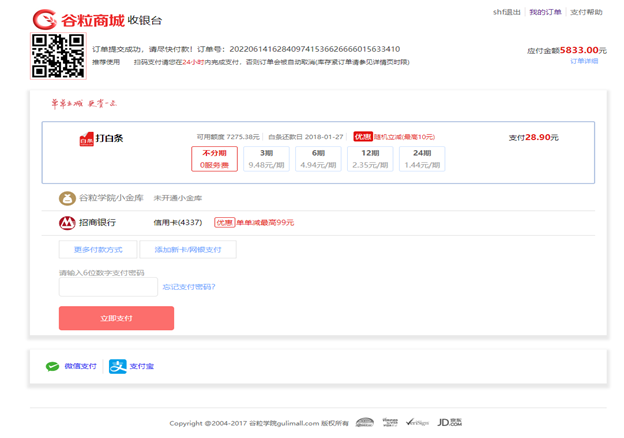 谷粒商城 收银台
shf退出 我的订单 支付帮助
订单提交成功，请尽快付款！订单号：202206141628409741536626666015633410
应付金额5833.00元
推荐使用 扫码支付请您在24小时内完成支付，否则订单会被自动取消(库存紧订单请参见详情页时限)
订单详细
白条 打白条 可用额度 7275.38元 白条还款日 2018-01-27 优惠 随机立减(最高10元) 支付28.90元
不分期 3期 6期 12期 24期
0服务费 9.48元/期 4.94元/期 2.35元/期 1.44元/期
谷粒学院小金库 未开通小金库
招商银行 信用卡(4337) 优惠 单单减最高99元
更多付款方式 添加新卡/网银支付
请输入6位数字支付密码
忘记支付密码?
立即支付
微信支付 支付宝
Copyright @2004-2017 谷粒学院gulimall.com 版权所有 VeriSign JD京东